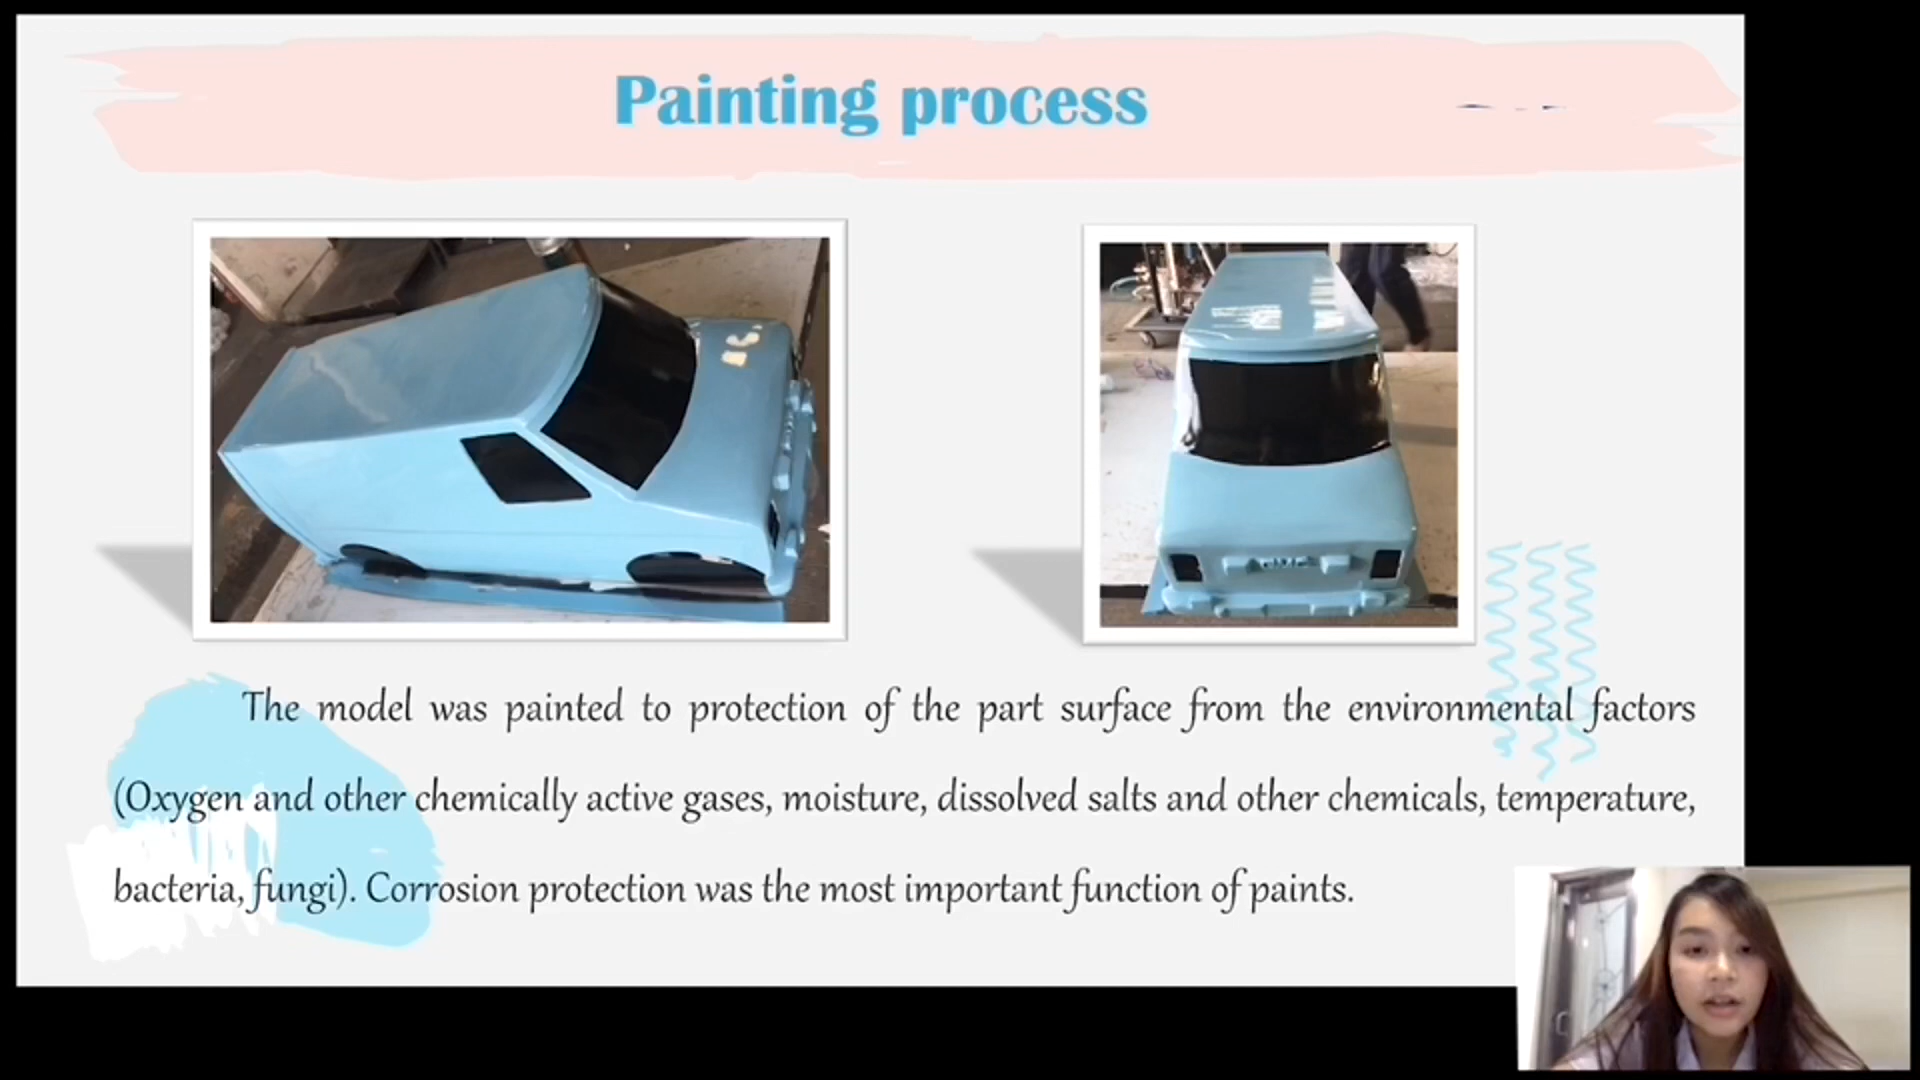 Painting process
The model was painted to protection of the part surface from the environmental factors
(Oxygen and other chemically active gases, moisture, dissolved salts and other chemicals, temperature,
bacteria, fungi). Corrosion protection was the most important function of paints.